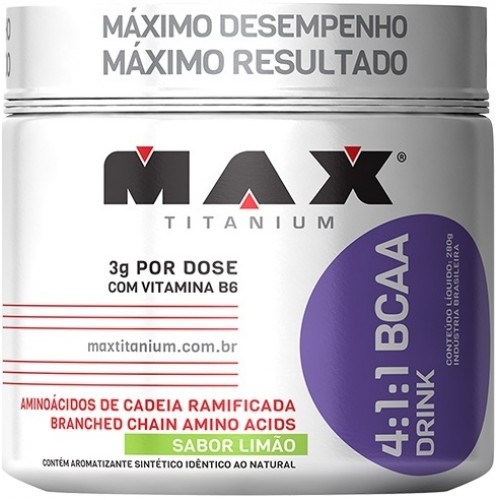 MÁXIMO DESEMPENHO
MÁXIMO RESULTADO
MAX®
TITANIUM
3g POR DOSE
COM VITAMINA B6
maxtitanium.com.br
AMINOÁCIDOS DE CADEIA RAMIFICADA
BRANCHED CHAIN AMINO ACIDS
SABOR LIMÃO
CONTÉM AROMATIZANTE SINTÉTICO IDÊNTICO AO NATURAL
4:1:1 BCAA
DRINK
CONTEÚDO LÍQUIDO: 280g
INDÚSTRIA BRASILEIRA